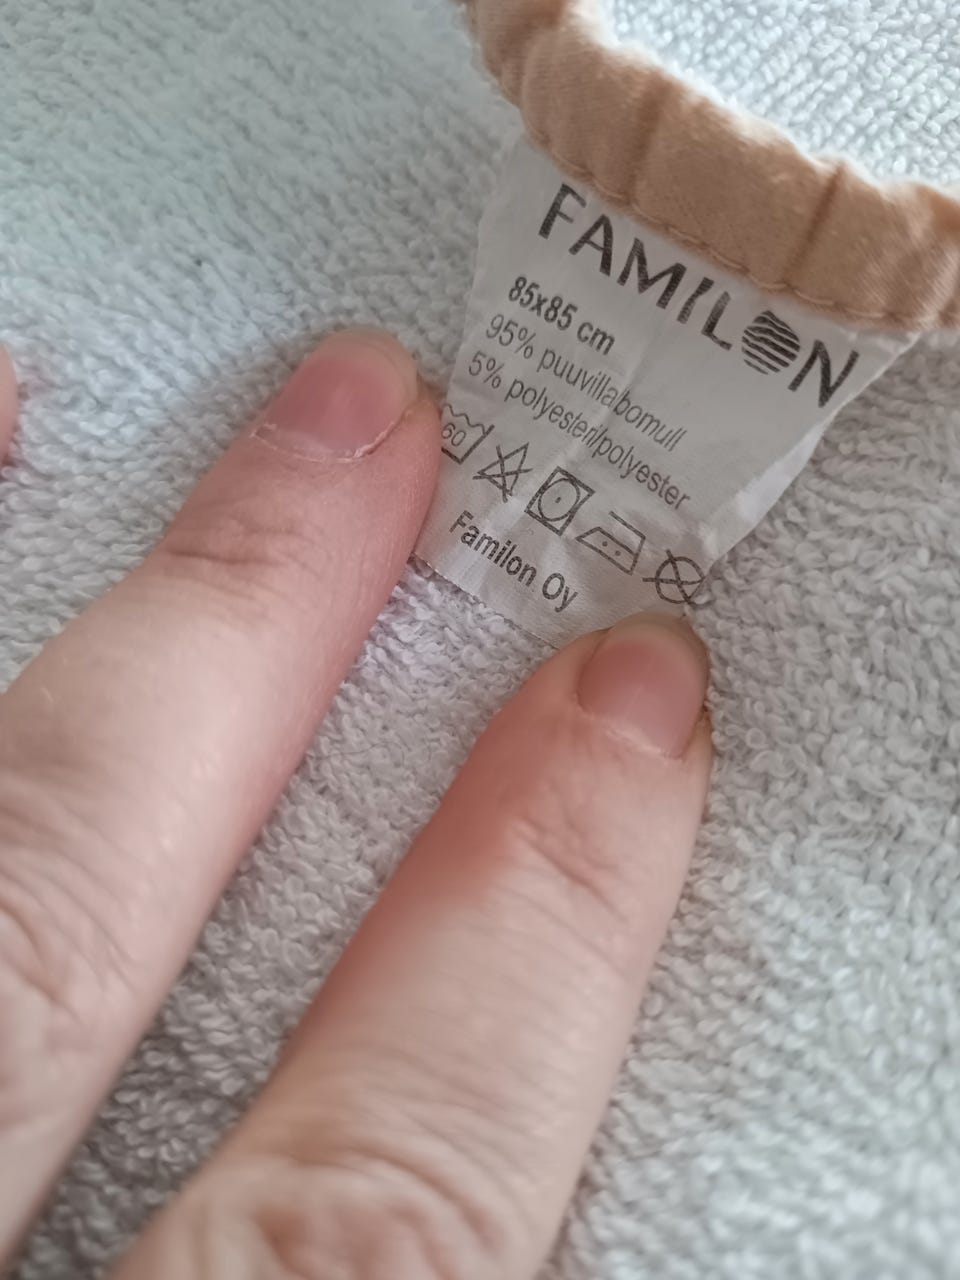 FAMILON
85x85 cm
95% puuvilla/bomull
5% polyesteri/polyester
60
Familon Oy